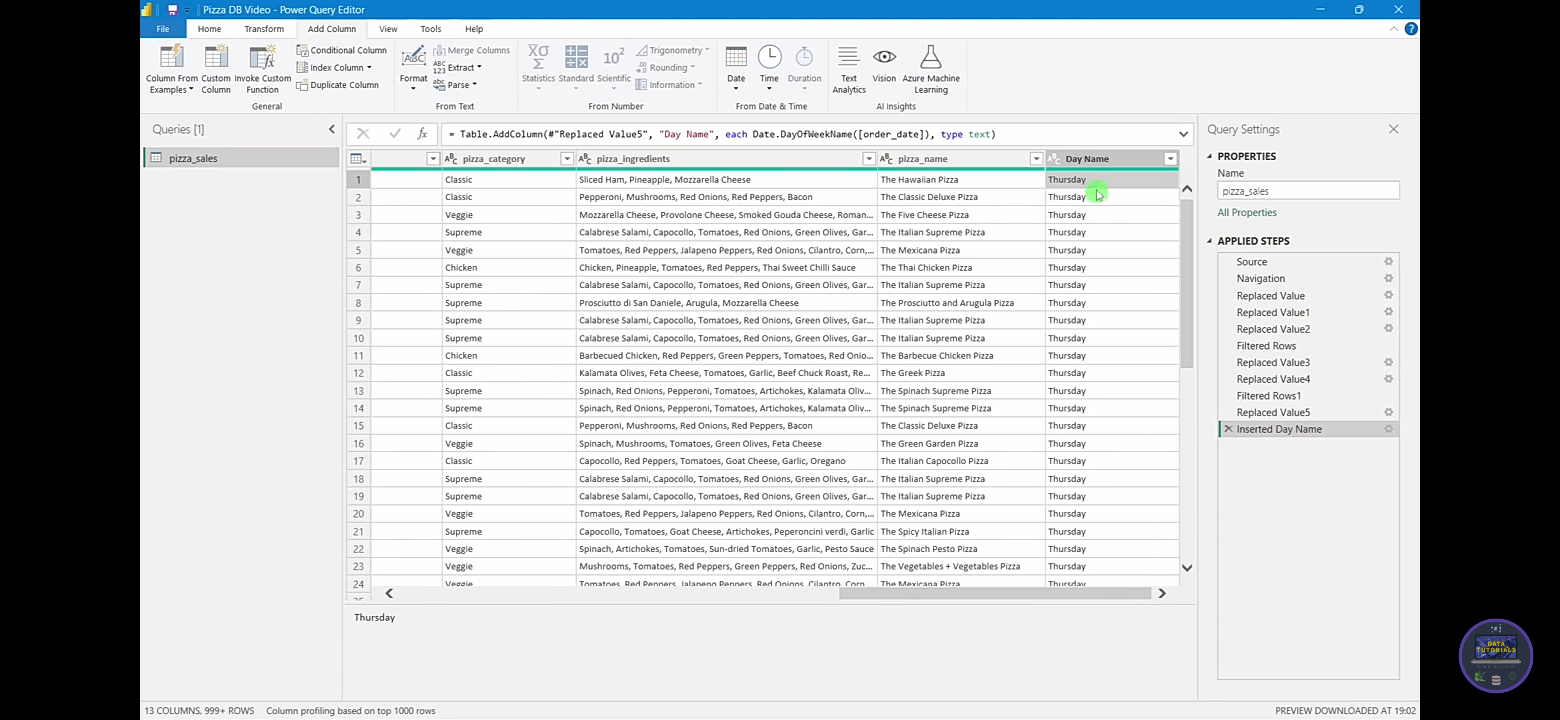 Pizza DB Video - Power Query Editor
File Home Transform Add Column View Tools Help
Column From Examples
Custom Column
Invoke Custom Function
Conditional Column
Index Column
Duplicate Column
General
Format
Merge Columns
Extract
Parse
From Text
Statistics
Standard
Scientific
Trigonometry
Rounding
Information
From Number
Date
Time
Duration
From Date & Time
Text Analytics
Vision
Azure Machine Learning
AI Insights
Queries [1]
pizza_sales
= Table.AddColumn(#"Replaced Value5", "Day Name", each Date.DayOfWeekName([order_date]), type text)
pizza_category pizza_ingredients pizza_name Day Name
1 Classic Sliced Ham, Pineapple, Mozzarella Cheese The Hawaiian Pizza Thursday
2 Classic Pepperoni, Mushrooms, Red Onions, Red Peppers, Bacon The Classic Deluxe Pizza Thursday
3 Veggie Mozzarella Cheese, Provolone Cheese, Smoked Gouda Cheese, Roman... The Five Cheese Pizza Thursday
4 Supreme Calabrese Salami, Capocollo, Tomatoes, Red Onions, Green Olives, Gar... The Italian Supreme Pizza Thursday
5 Veggie Tomatoes, Red Peppers, Jalapeno Peppers, Red Onions, Cilantro, Corn,... The Mexicana Pizza Thursday
6 Chicken Chicken, Pineapple, Tomatoes, Red Peppers, Thai Sweet Chilli Sauce The Thai Chicken Pizza Thursday
7 Supreme Calabrese Salami, Capocollo, Tomatoes, Red Onions, Green Olives, Gar... The Italian Supreme Pizza Thursday
8 Supreme Prosciutto di San Daniele, Arugula, Mozzarella Cheese The Prosciutto and Arugula Pizza Thursday
9 Supreme Calabrese Salami, Capocollo, Tomatoes, Red Onions, Green Olives, Gar... The Italian Supreme Pizza Thursday
10 Supreme Calabrese Salami, Capocollo, Tomatoes, Red Onions, Green Olives, Gar... The Italian Supreme Pizza Thursday
11 Chicken Barbecued Chicken, Red Peppers, Green Peppers, Tomatoes, Red Onio... The Barbecue Chicken Pizza Thursday
12 Classic Kalamata Olives, Feta Cheese, Tomatoes, Garlic, Beef Chuck Roast, Re... The Greek Pizza Thursday
13 Supreme Spinach, Red Onions, Pepperoni, Tomatoes, Artichokes, Kalamata Oliv... The Spinach Supreme Pizza Thursday
14 Supreme Spinach, Red Onions, Pepperoni, Tomatoes, Artichokes, Kalamata Oliv... The Spinach Supreme Pizza Thursday
15 Classic Pepperoni, Mushrooms, Red Onions, Red Peppers, Bacon The Classic Deluxe Pizza Thursday
16 Veggie Spinach, Mushrooms, Tomatoes, Green Olives, Feta Cheese The Green Garden Pizza Thursday
17 Classic Capocollo, Red Peppers, Tomatoes, Goat Cheese, Garlic, Oregano The Italian Capocollo Pizza Thursday
18 Supreme Calabrese Salami, Capocollo, Tomatoes, Red Onions, Green Olives, Gar... The Italian Supreme Pizza Thursday
19 Supreme Calabrese Salami, Capocollo, Tomatoes, Red Onions, Green Olives, Gar... The Italian Supreme Pizza Thursday
20 Veggie Tomatoes, Red Peppers, Jalapeno Peppers, Red Onions, Cilantro, Corn,... The Mexicana Pizza Thursday
21 Supreme Capocollo, Tomatoes, Goat Cheese, Artichokes, Peperoncini verdi, Garlic The Spicy Italian Pizza Thursday
22 Veggie Spinach, Artichokes, Tomatoes, Sun-dried Tomatoes, Garlic, Pesto Sauce The Spinach Pesto Pizza Thursday
23 Veggie Mushrooms, Tomatoes, Red Peppers, Green Peppers, Red Onions, Zuc... The Vegetables + Vegetables Pizza Thursday
24 Veggie Tomatoes, Red Peppers, Jalapeno Peppers, Red Onions, Cilantro, Corn, The Mexicana Pizza Thursday
Thursday
Query Settings
PROPERTIES
Name
pizza_sales
All Properties
APPLIED STEPS
Source
Navigation
Replaced Value
Replaced Value1
Replaced Value2
Filtered Rows
Replaced Value3
Replaced Value4
Filtered Rows1
Replaced Value5
Inserted Day Name
DATA
TUTORIALS
13 COLUMNS, 999+ ROWS Column profiling based on top 1000 rows
PREVIEW DOWNLOADED AT 19:02